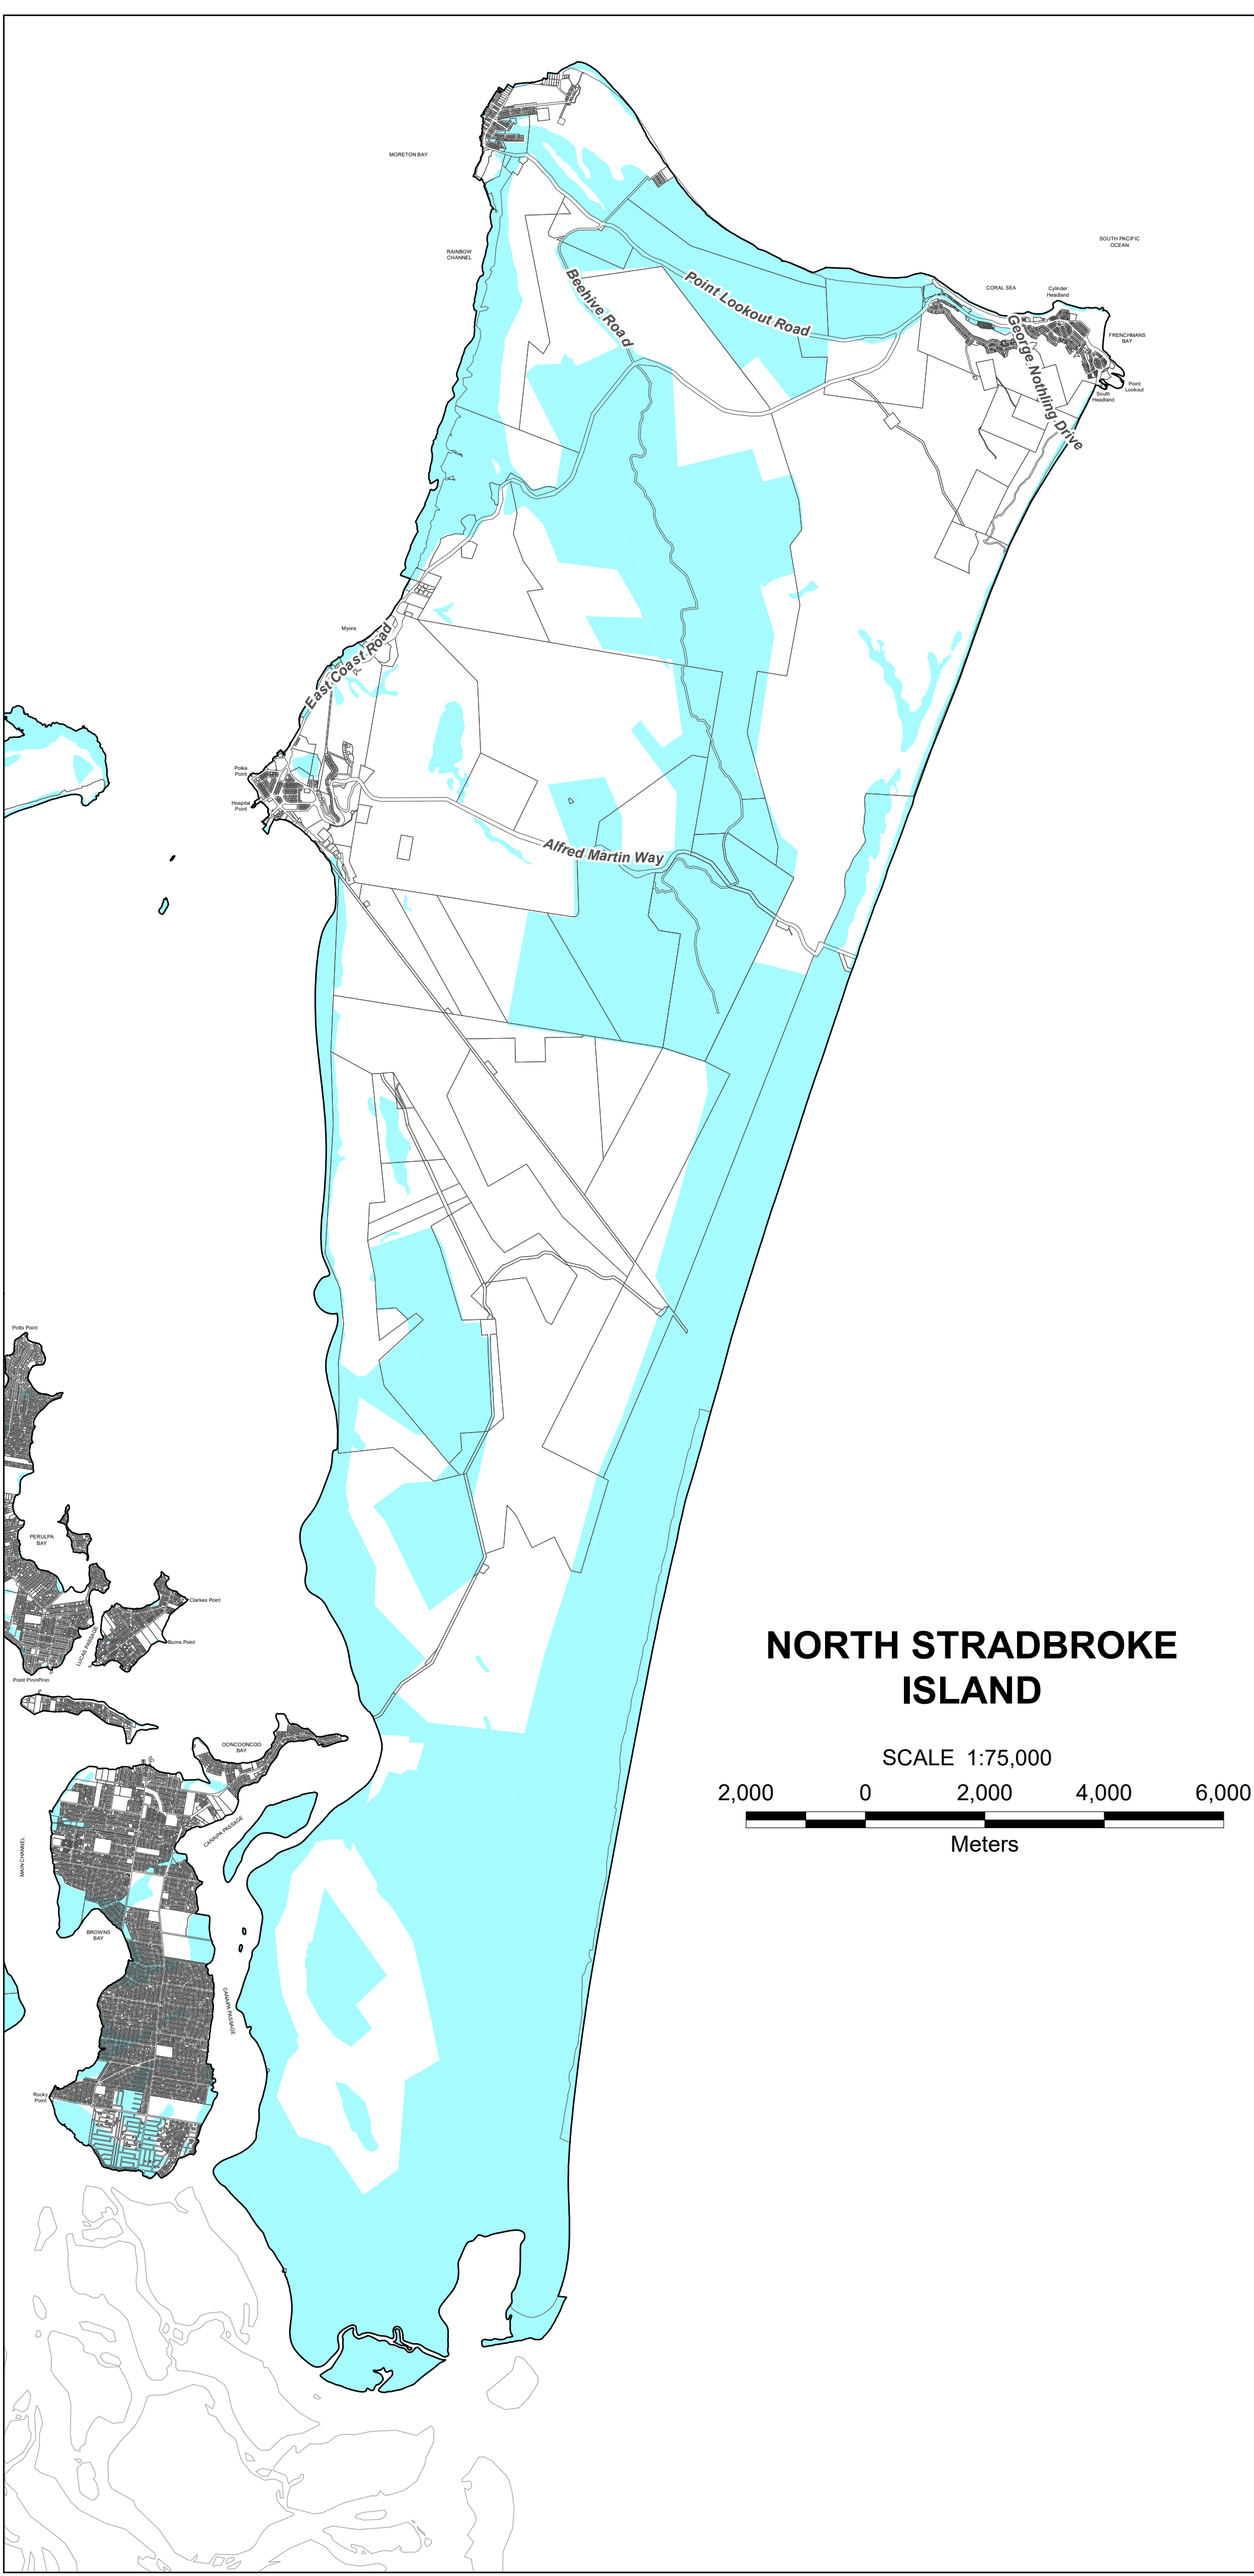 MORETON BAY
RAINBOW
CHANNEL
SOUTH PACIFIC
OCEAN
CORAL SEA
Cylinder
Headland
FRENCHMANS
BAY
Point
Lookout
South
Headland
Beehive Road
Point Lookout Road
George Nothling Drive
Myora
East Coast Road
Polka
Point
Hospital
Point
Alfred Martin Way
Potts Point
PERULPA
BAY
Clarkes Point
Burns Point
LUCAS PASSAGE
Point PininPinin
OONCOONCOO
BAY
CANAIPA PASSAGE
MAIN CHANNEL
BROWNS
BAY
CANAIPA PASSAGE
Rocky
Point
NORTH STRADBROKE
ISLAND
SCALE 1:75,000
2,000 0 2,000 4,000 6,000
Meters